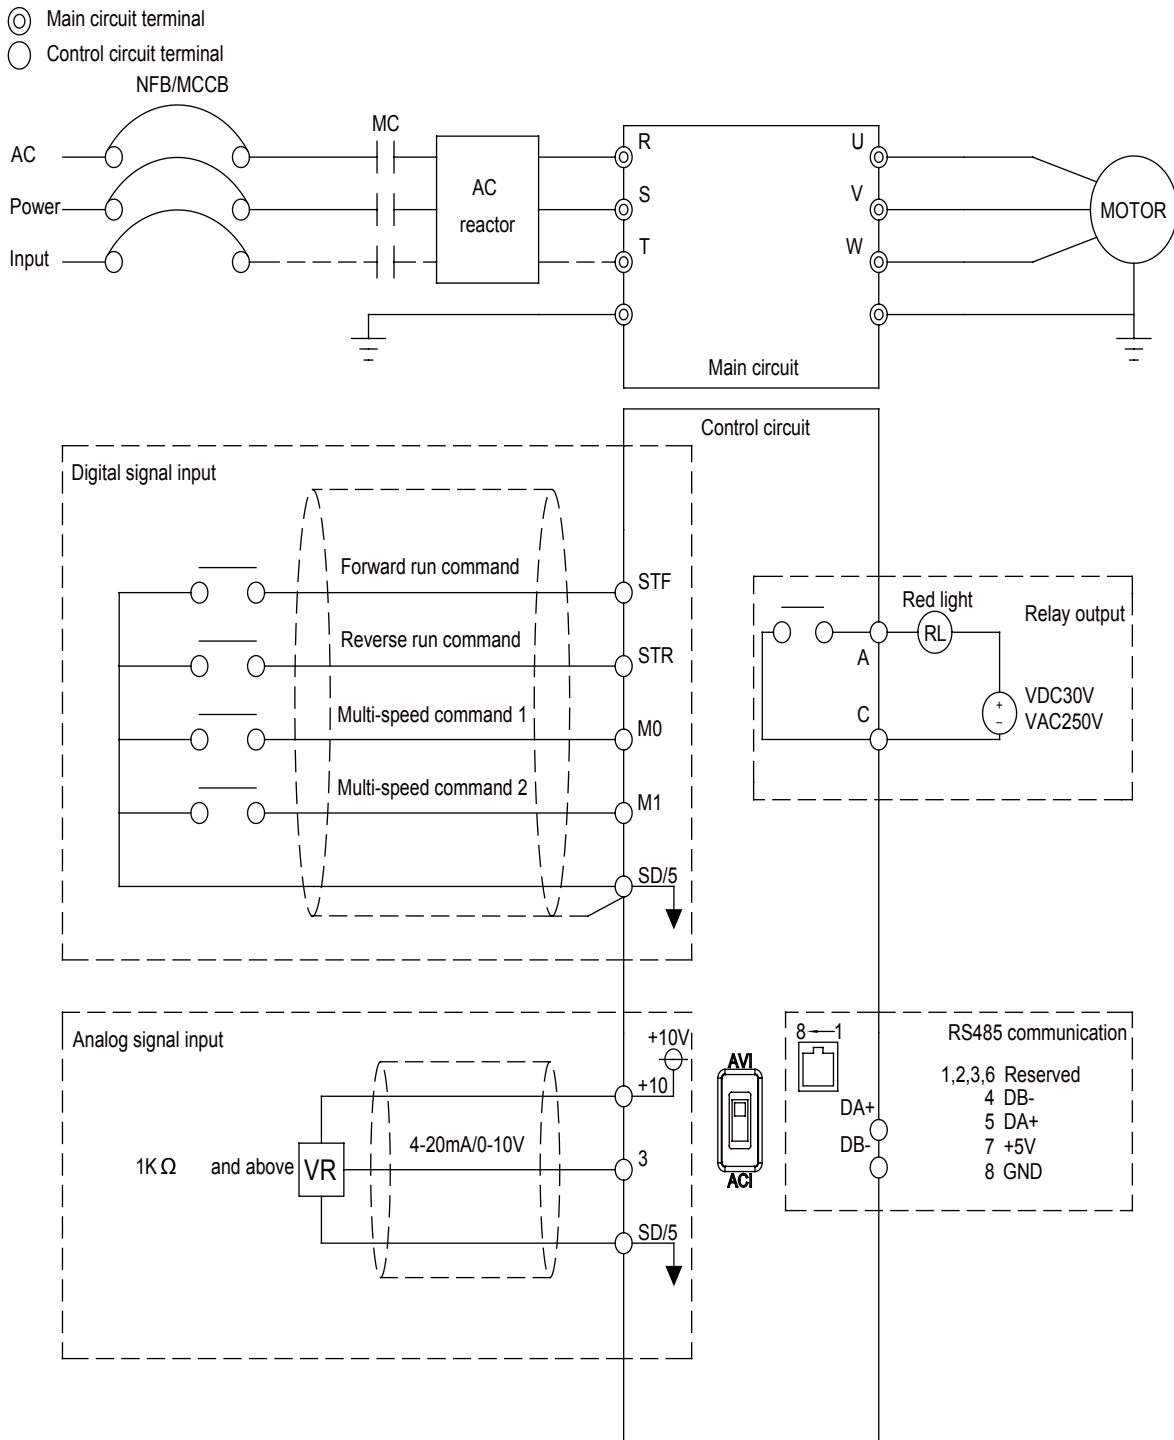 Main circuit terminal
Control circuit terminal
NFB/MCCB
MC
AC
Power
Input
AC
reactor
R
S
T
U
V
W
MOTOR
Main circuit
Control circuit
Digital signal input
Forward run command
STF
Reverse run command
STR
Multi-speed command 1
M0
Multi-speed command 2
M1
SD/5
Red light
Relay output
RL
A
C
+
−
VDC30V
VAC250V
Analog signal input
+10V
+10
4-20mA/0-10V
1KΩ and above
VR
3
SD/5
AVI
ACI
8 1
RS485 communication
DA+
DB-
1,2,3,6 Reserved
4 DB-
5 DA+
7 +5V
8 GND